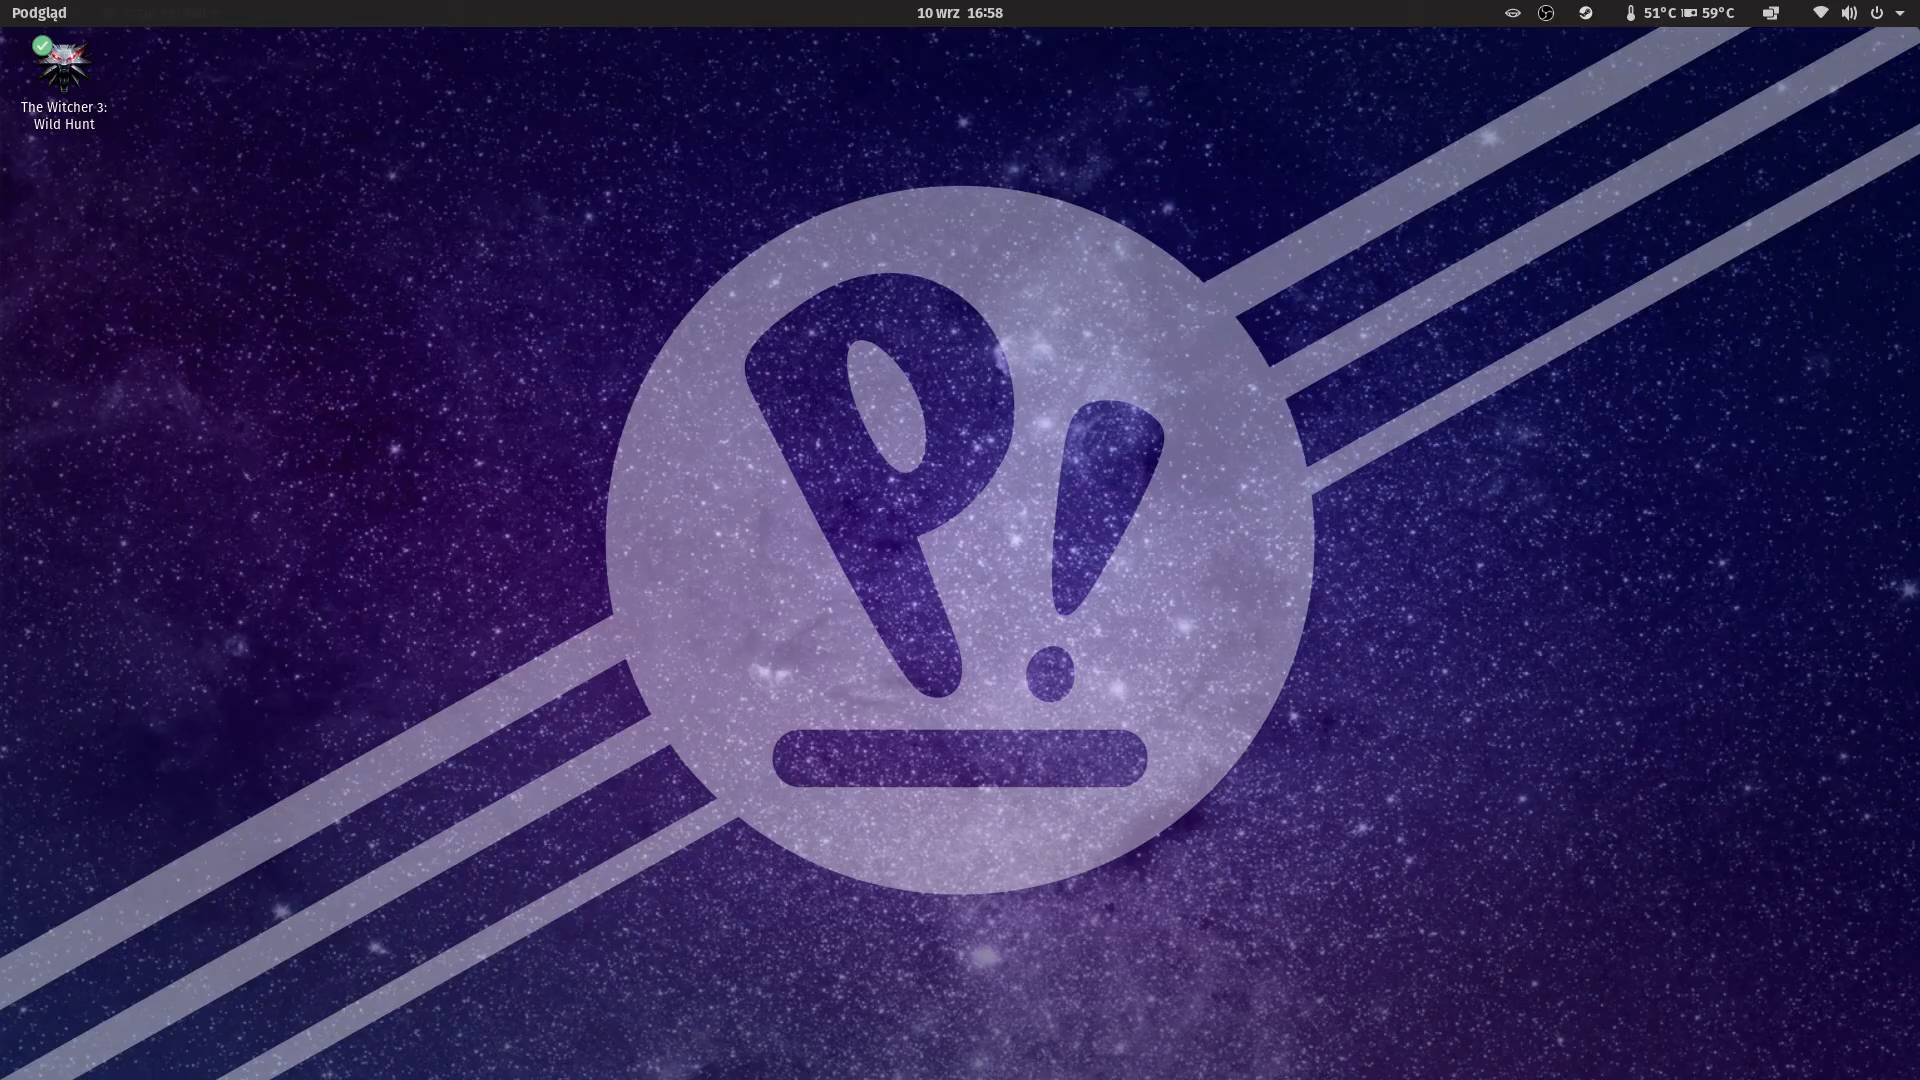 Podgląd
10 wrz 16:58
51°C 59°C
The Witcher 3:
Wild Hunt
P!